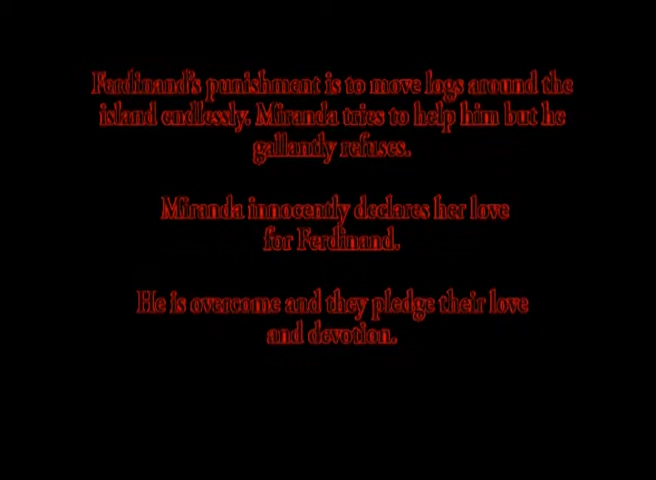 Ferdinand's punishment is to move logs around the
island endlessly. Miranda tries to help him but he
gallantly refuses.
Miranda innocently declares her love
for Ferdinand.
He is overcome and they pledge their love
and devotion.